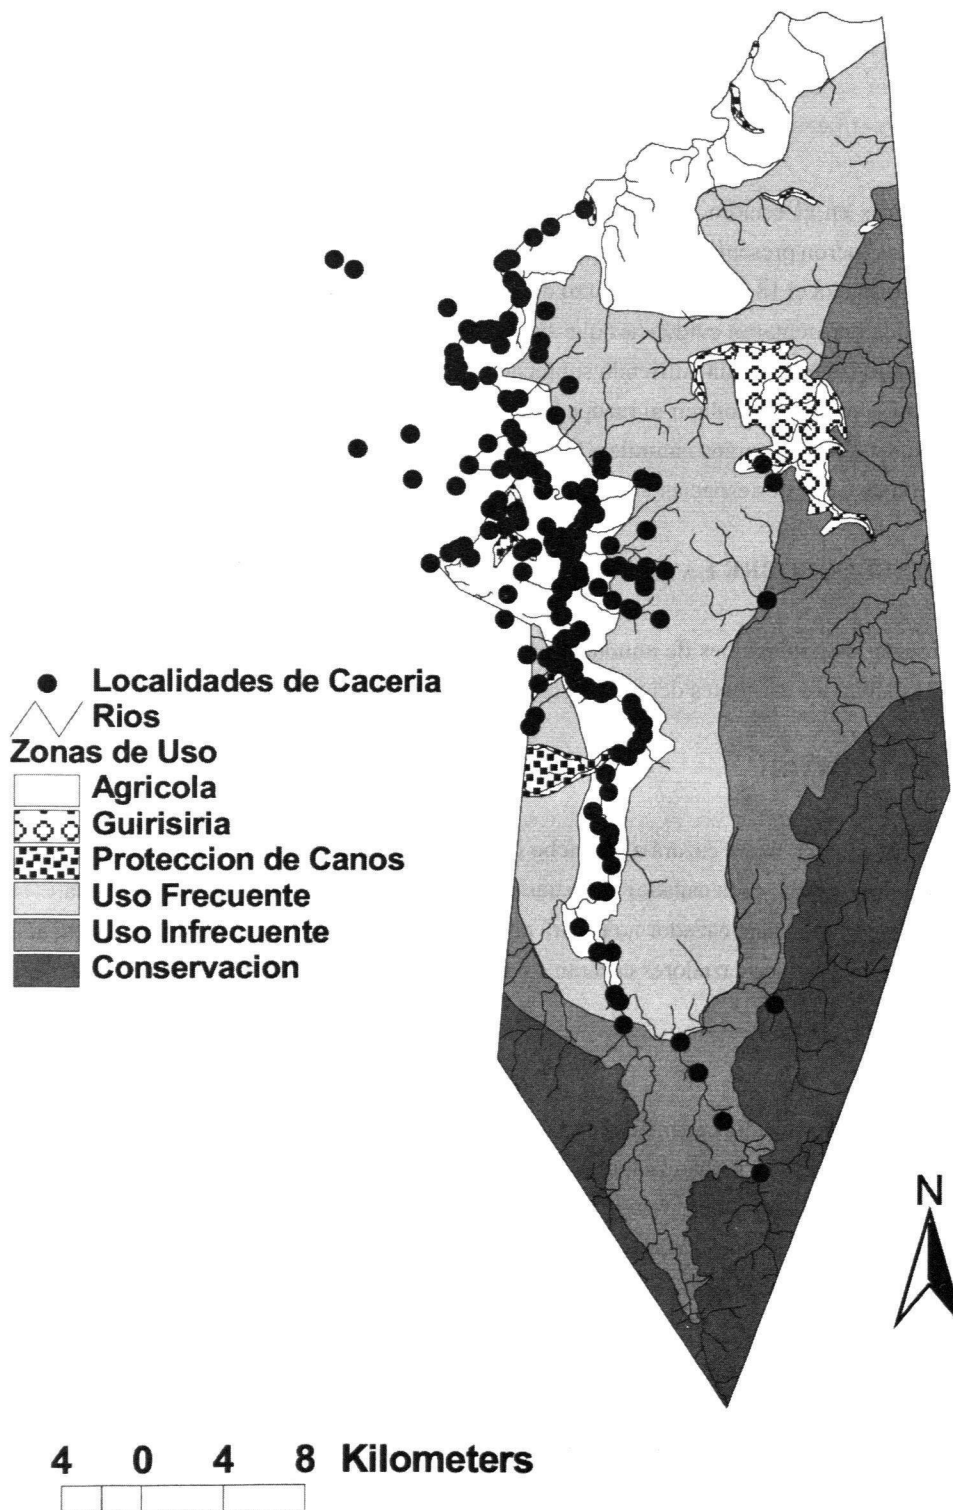 Localidades de Caceria
Rios
Zonas de Uso
Agricola
Guirisiria
Proteccion de Canos
Uso Frecuente
Uso Infrecuente
Conservacion
N
4 0 4 8 Kilometers